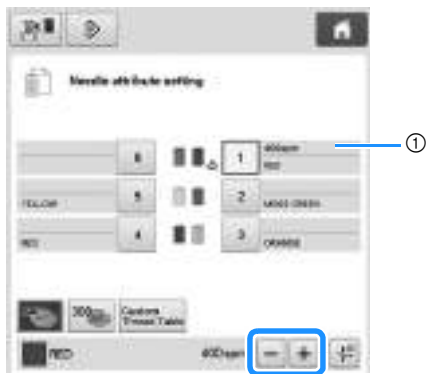 Needle attribute setting
①
6
1
400spm
RED
YELLOW
5
2
MOSS GREEN
RED
4
3
ORANGE
300
Custom
Thread Table
RED
400spm
- +